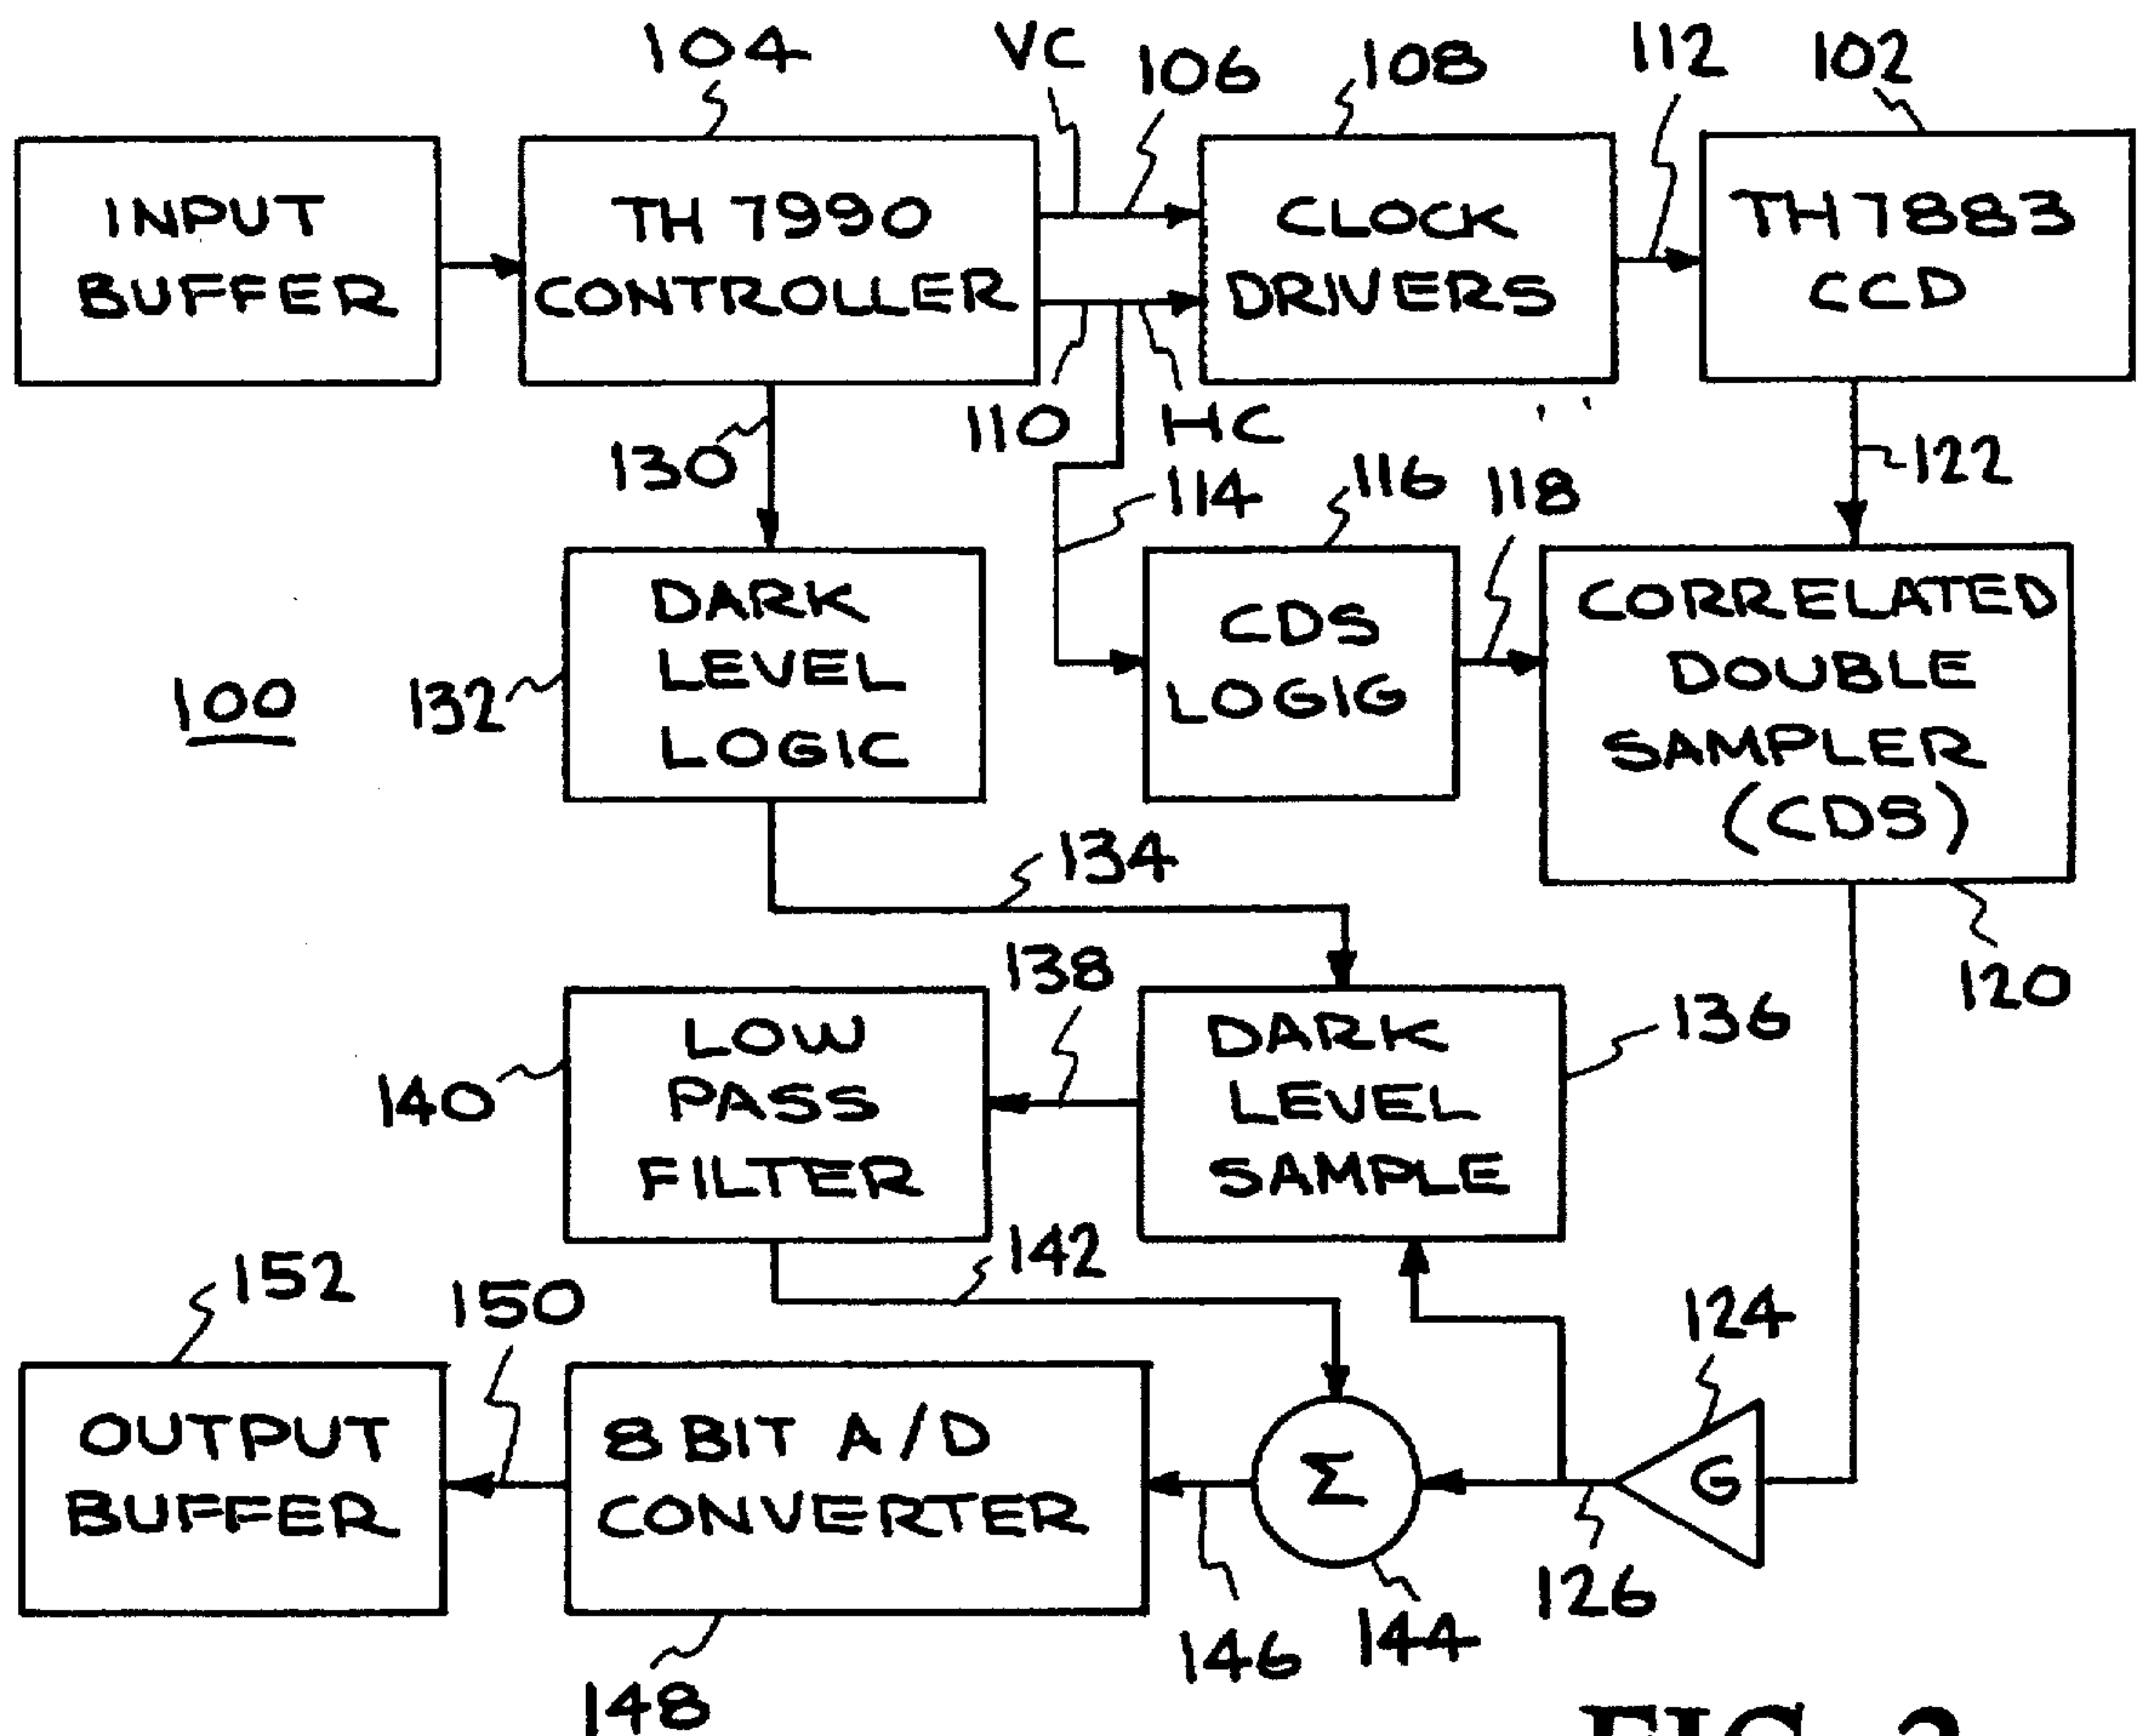 104
VC
106
108
112
102
INPUT
BUFFER
TH 7990
CONTROLLER
CLOCK
DRIVERS
TH 7883
CCD
110
HC
130
114
116
118
122
DARK
LEVEL
LOGIC
CDS
LOGIG
CORRELATED
DOUBLE
SAMPLER
(CDS)
100
132
134
138
120
136
LOW
PASS
FILTER
DARK
LEVEL
SAMPLE
140
142
152
150
124
OUTPUT
BUFFER
8 BIT A/D
CONVERTER
Σ
G
126
144
146
148